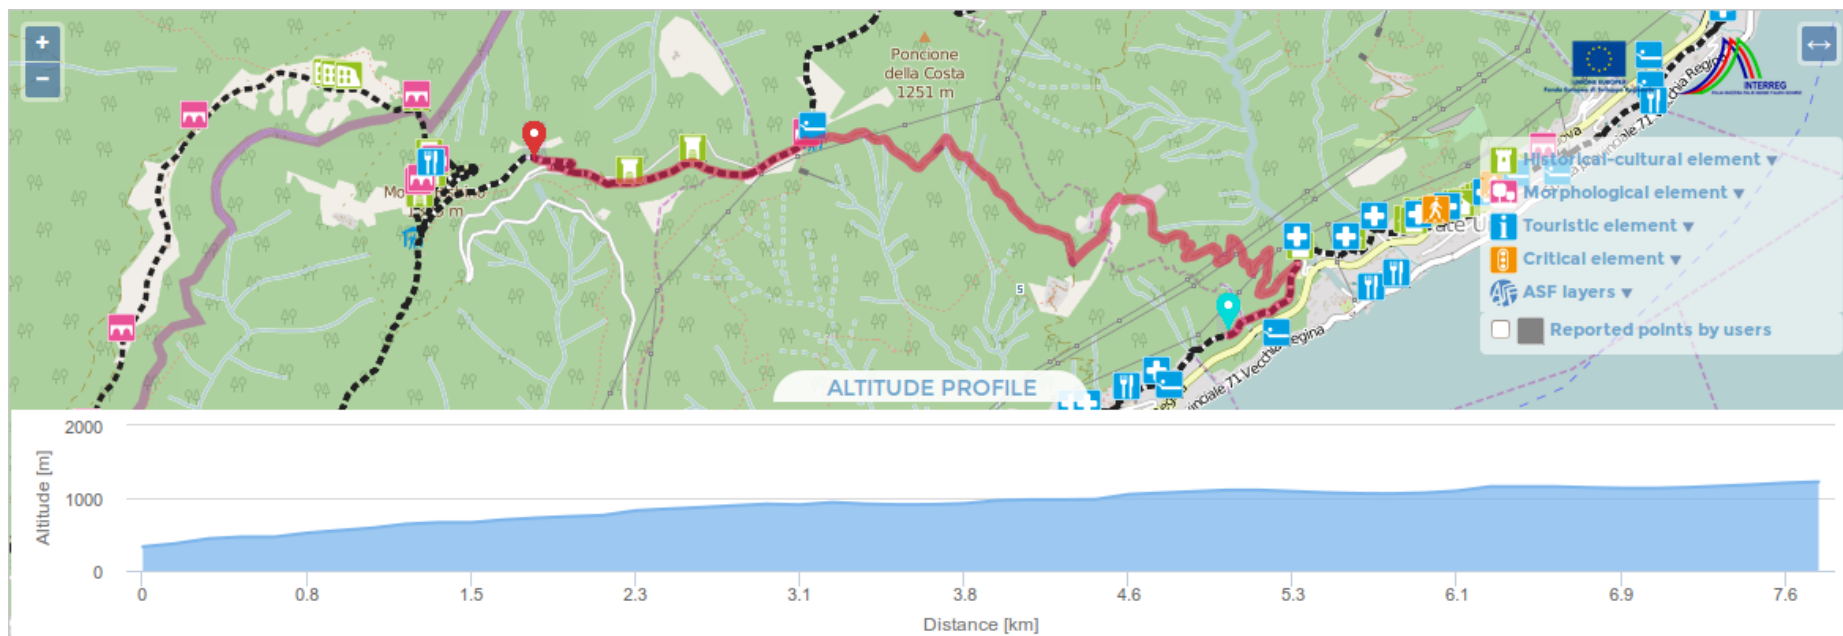 +
−
Poncione
della Costa
1251 m
UNIONE EUROPEA
INTERREG
Historical-cultural element ▼
Morphological element ▼
Touristic element ▼
Critical element ▼
ASF layers ▼
Reported points by users
5
ALTITUDE PROFILE
2000
1000
0
Altitude [m]
0 0.8 1.5 2.3 3.1 3.8 4.6 5.3 6.1 6.9 7.6
Distance [km]